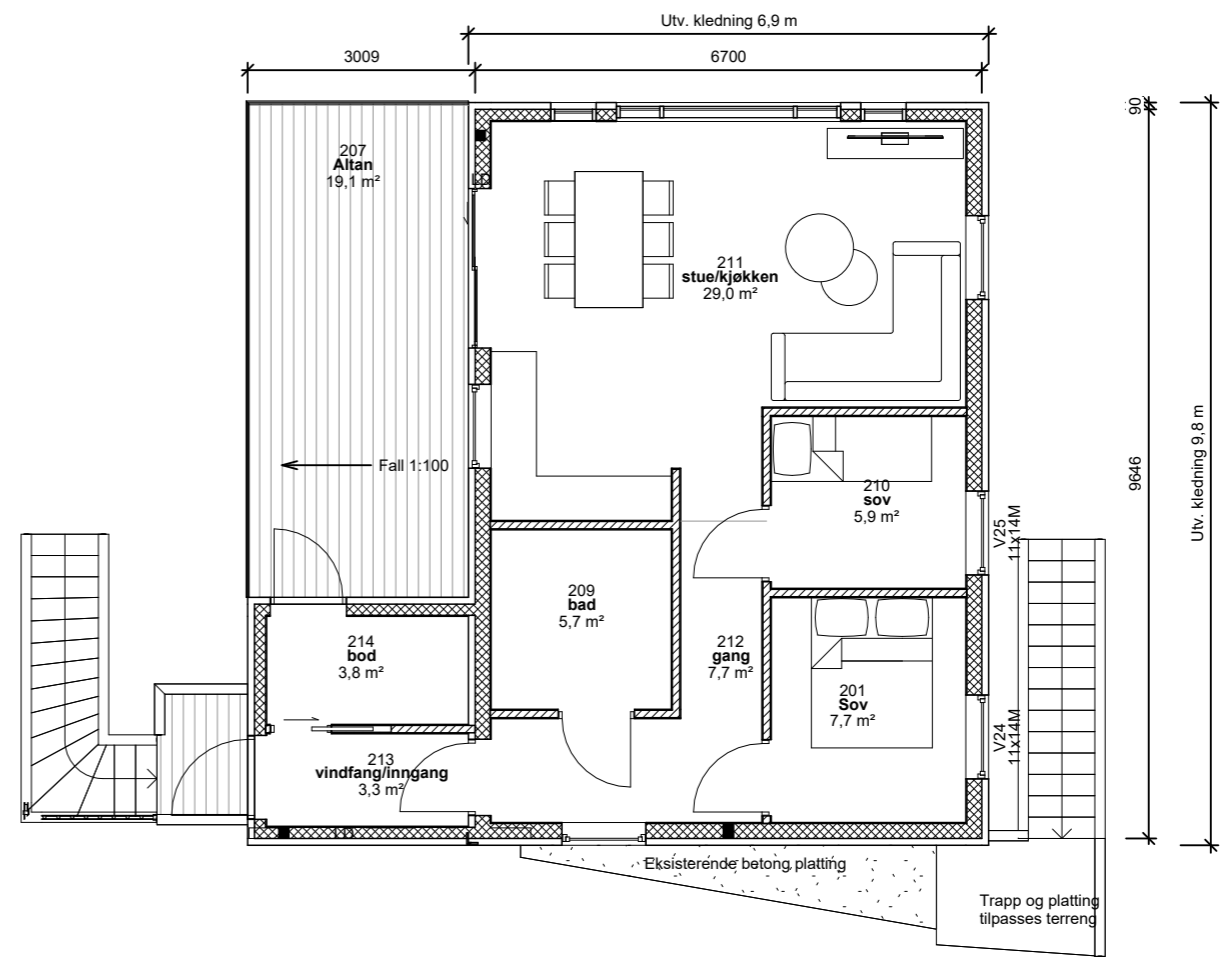 Utv. kledning 6,9 m
3009
6700
90
207
Altan
19,1 m²
211
stue/kjøkken
29,0 m²
Fall 1:100
9646
Utv. kledning 9,8 m
210
sov
5,9 m²
V25
11x14M
209
bad
5,7 m²
214
bod
3,8 m²
212
gang
7,7 m²
201
Sov
7,7 m²
V24
11x14M
213
vindfang/inngang
3,3 m²
Eksisterende betong platting
Trapp og platting
tilpasses terreng